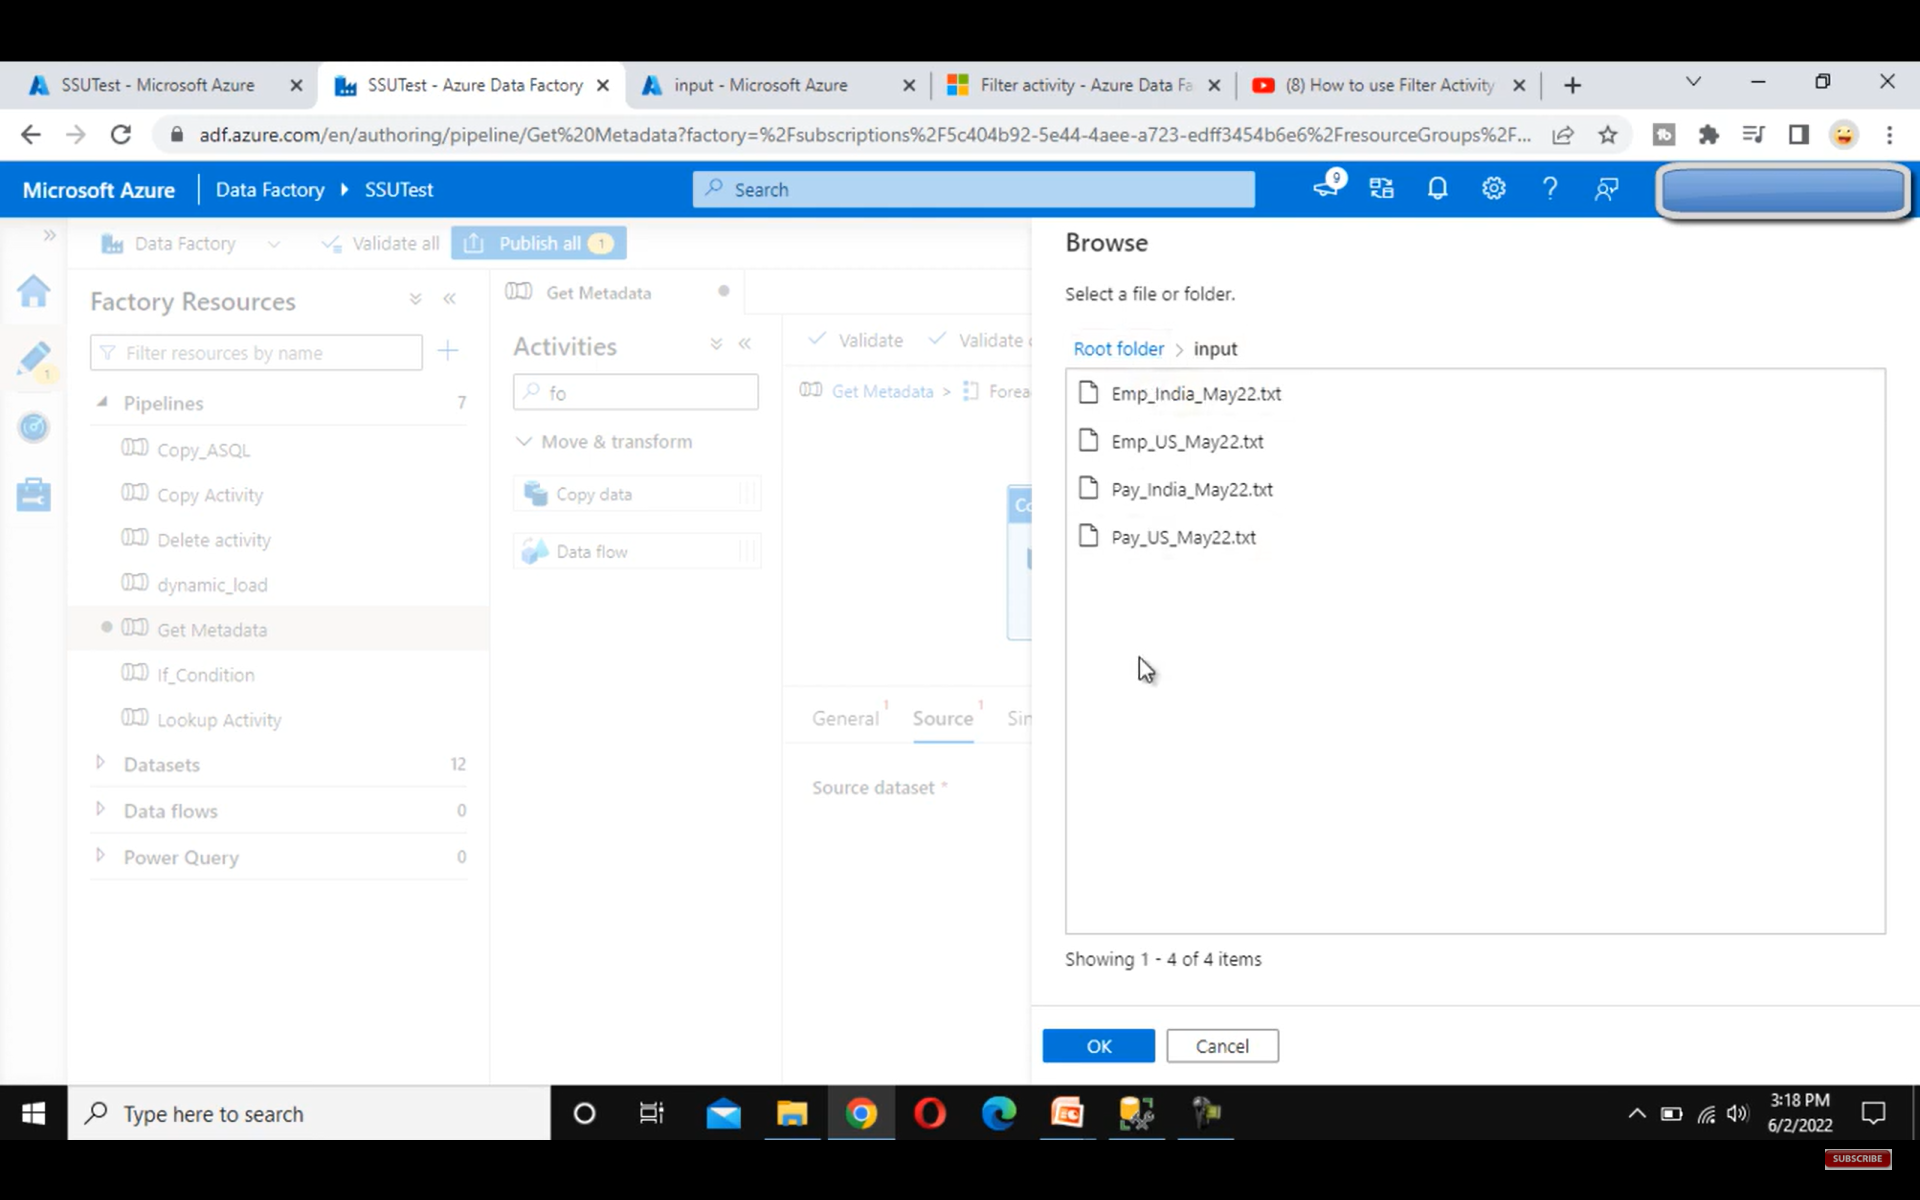 SSUTest - Microsoft Azure
SSUTest - Azure Data Factory
input - Microsoft Azure
Filter activity - Azure Data Fa
(8) How to use Filter Activity
adf.azure.com/en/authoring/pipeline/Get%20Metadata?factory=%2Fsubscriptions%2F5c404b92-5e44-4aee-a723-edff3454b6e6%2FresourceGroups%2F...
Microsoft Azure
Data Factory
SSUTest
Search
9
Data Factory
Validate all
Publish all
1
Factory Resources
Filter resources by name
1
Pipelines
7
Copy_ASQL
Copy Activity
Delete activity
dynamic_load
Get Metadata
If_Condition
Lookup Activity
Datasets
12
Data flows
0
Power Query
0
Get Metadata
Activities
fo
Move & transform
Copy data
Data flow
Validate
Validate
Get Metadata >
Forea
Co
General 1
Source 1
Sin
Source dataset *
Browse
Select a file or folder.
Root folder > input
Emp_India_May22.txt
Emp_US_May22.txt
Pay_India_May22.txt
Pay_US_May22.txt
Showing 1 - 4 of 4 items
OK
Cancel
Type here to search
3:18 PM
6/2/2022
SUBSCRIBE